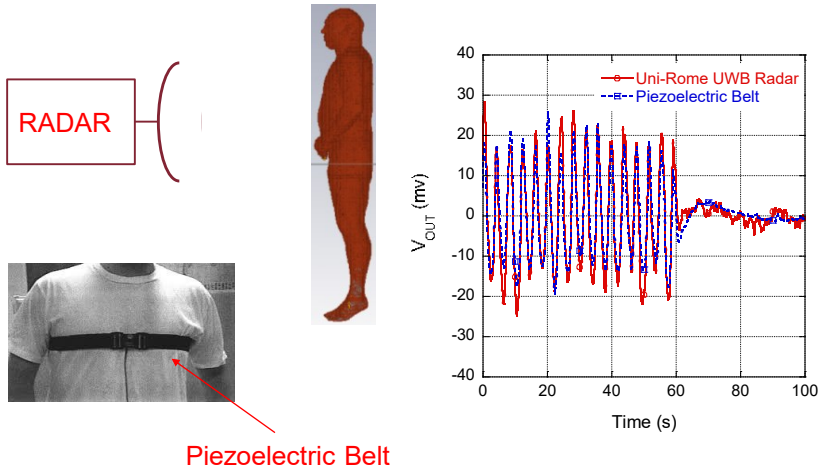 RADAR
Piezoelectric Belt
Uni-Rome UWB Radar
Piezoelectric Belt
V_OUT (mv)
40
30
20
10
0
-10
-20
-30
-40
0 20 40 60 80 100
Time (s)